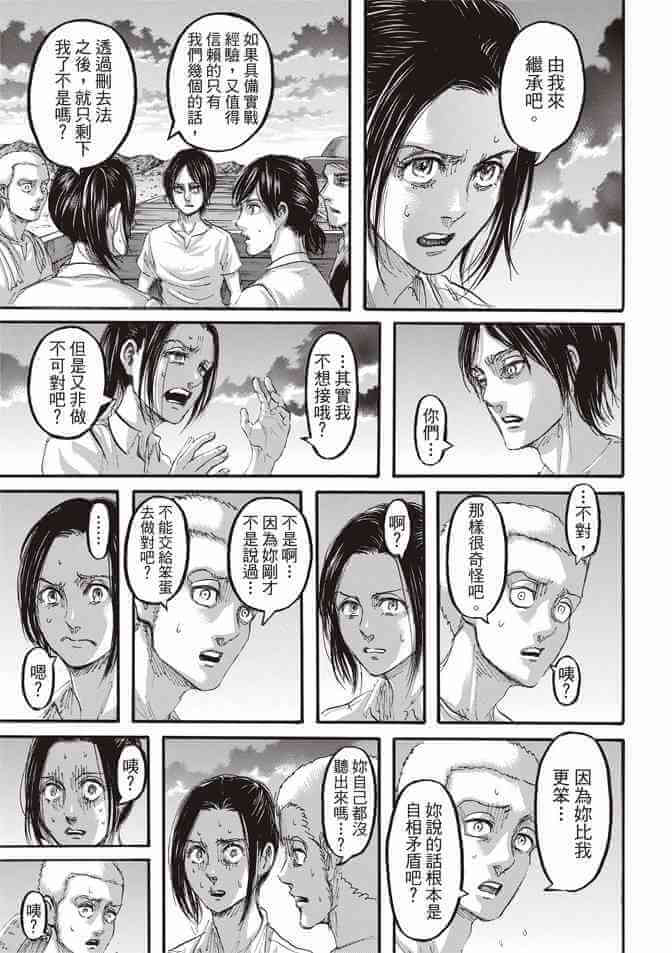 由我來
繼承吧。
如果具備實戰
經驗，又值得
信賴的只有
我們幾個的話，
透過刪去法
之後，就只剩下
我了不是嗎？
你們…
…其實我
不想接哦？
但是又非做
不可對吧？
…不對，
那樣很奇怪吧。
咦？
啊？
不是啊…
因為妳剛才
不是說過…
不能交給笨蛋
去做對吧？
……
嗯？
因為妳比我
更笨…
妳說的話根本是
自相矛盾吧？
妳自己都沒
聽出來嗎…？
咦？
咦？